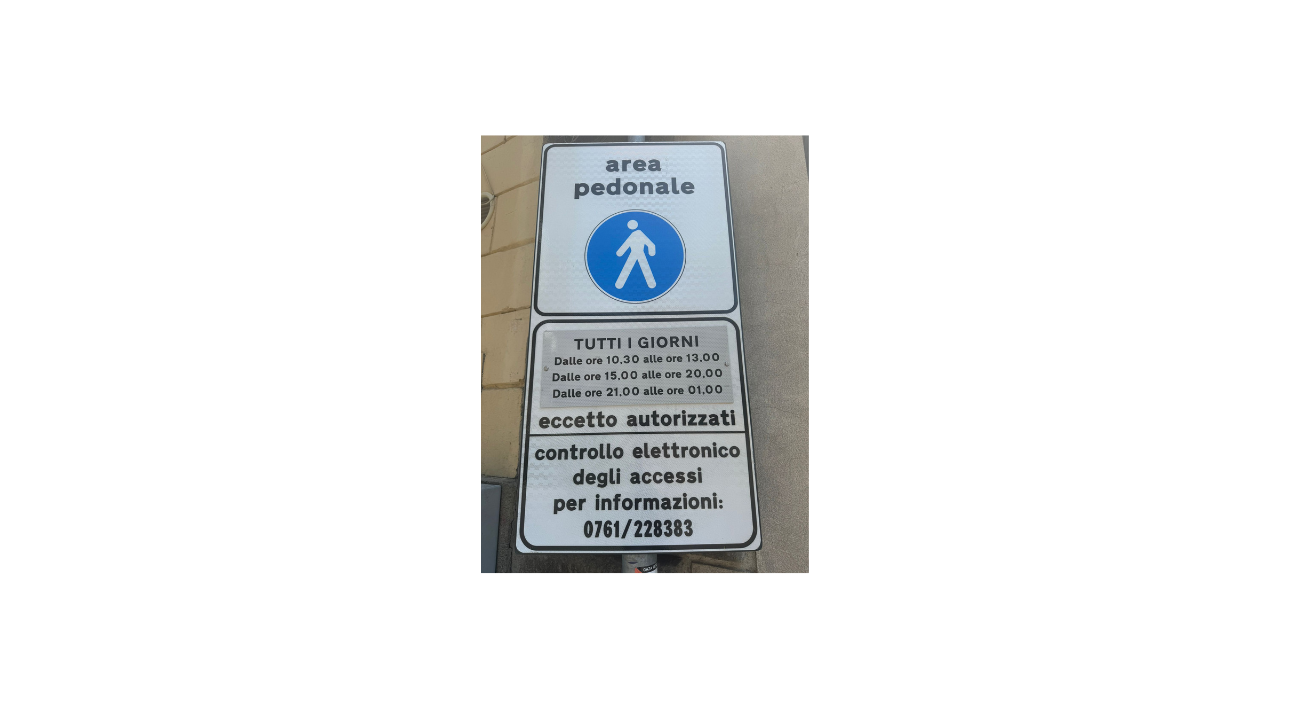 area
pedonale
TUTTI I GIORNI
Dalle ore 10.30 alle ore 13.00
Dalle ore 15.00 alle ore 20.00
Dalle ore 21.00 alle ore 01.00
eccetto autorizzati
controllo elettronico
degli accessi
per informazioni:
0761/228383